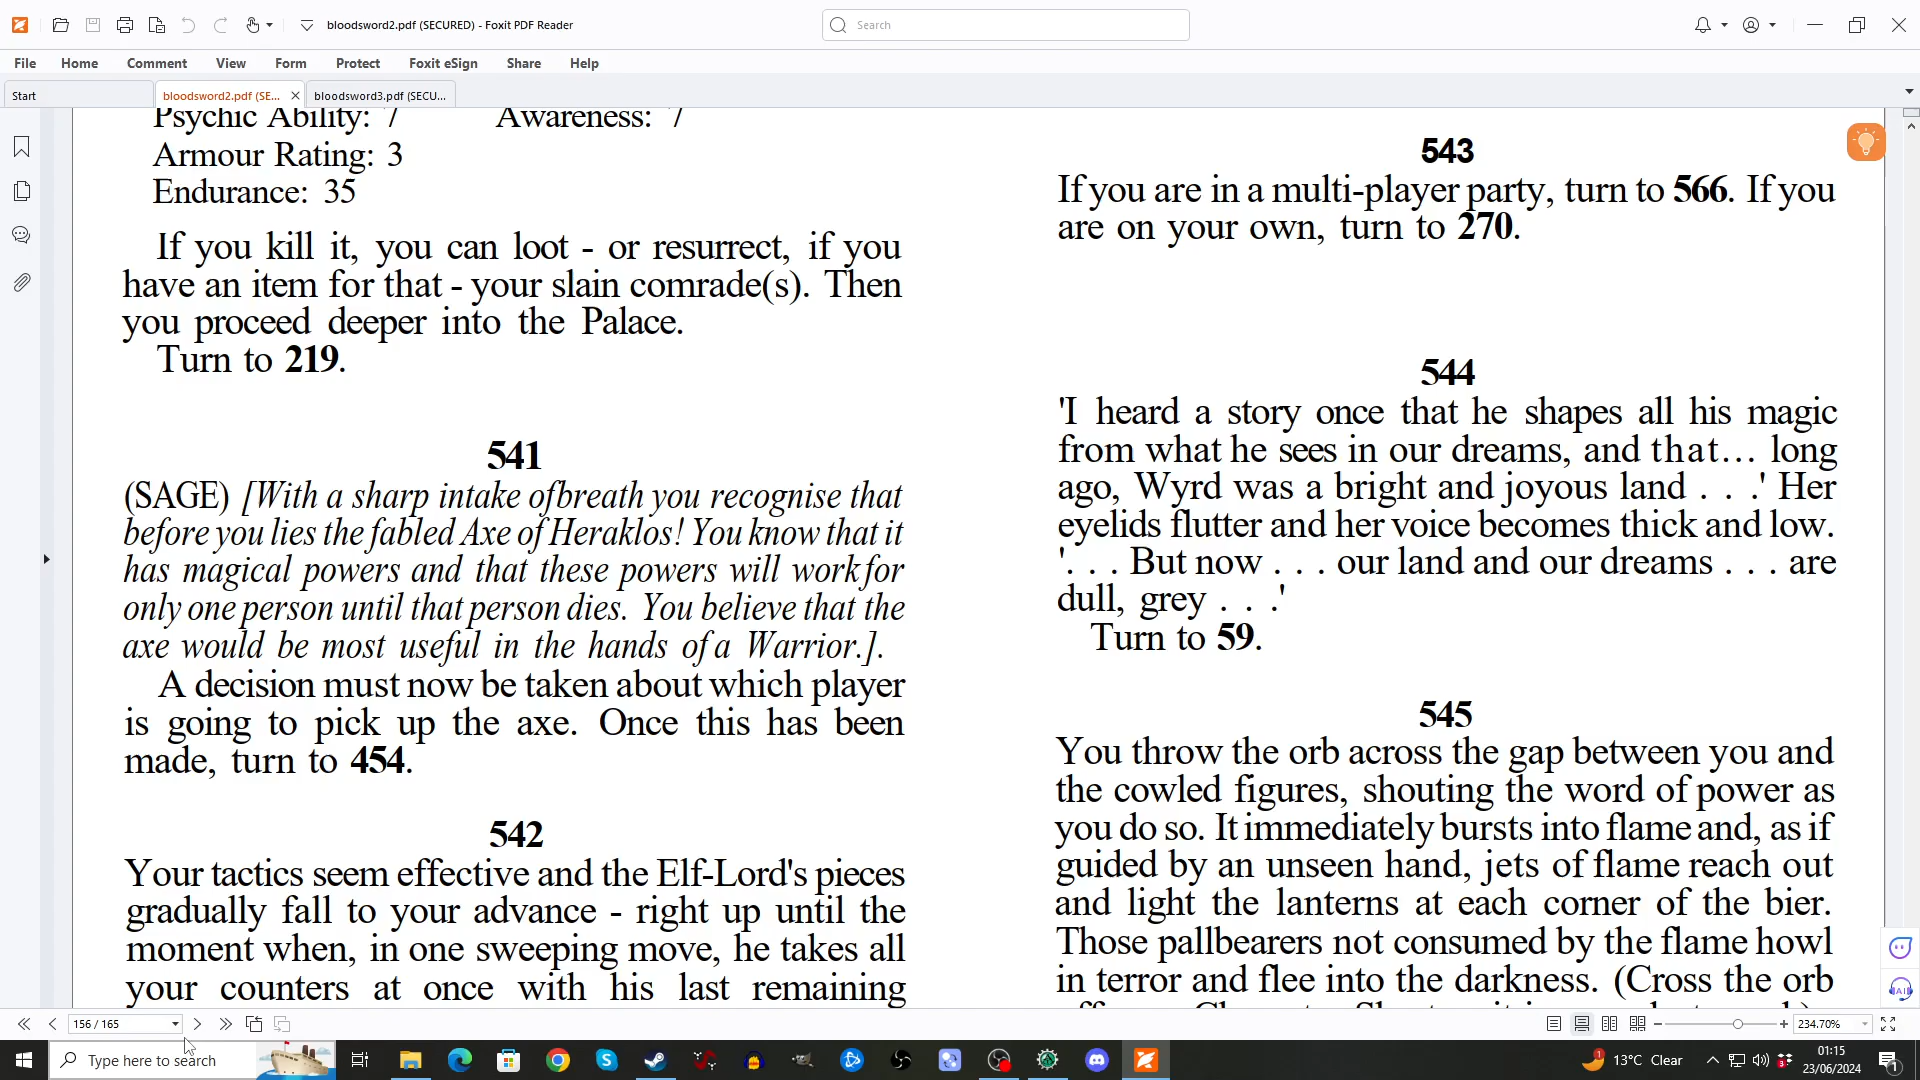 bloodsword2.pdf (SECURED) - Foxit PDF Reader
Search
File Home Comment View Form Protect Foxit eSign Share Help
Start
bloodsword2.pdf (SE...
bloodsword3.pdf (SECU...
Psychic Ability: 7 Awareness: 7
Armour Rating: 3
Endurance: 35
If you kill it, you can loot - or resurrect, if you
have an item for that - your slain comrade(s). Then
you proceed deeper into the Palace.
Turn to 219.
541
(SAGE) [With a sharp intake ofbreath you recognise that
before you lies the fabled Axe of Heraklos! You know that it
has magical powers and that these powers will work for
only one person until that person dies. You believe that the
axe would be most useful in the hands of a Warrior.].
A decision must now be taken about which player
is going to pick up the axe. Once this has been
made, turn to 454.
542
Your tactics seem effective and the Elf-Lord's pieces
gradually fall to your advance - right up until the
moment when, in one sweeping move, he takes all
your counters at once with his last remaining
543
If you are in a multi-player party, turn to 566. If you
are on your own, turn to 270.
544
'I heard a story once that he shapes all his magic
from what he sees in our dreams, and that... long
ago, Wyrd was a bright and joyous land . . .' Her
eyelids flutter and her voice becomes thick and low.
'. . . But now . . . our land and our dreams . . . are
dull, grey . . .'
Turn to 59.
545
You throw the orb across the gap between you and
the cowled figures, shouting the word of power as
you do so. It immediately bursts into flame and, as if
guided by an unseen hand, jets of flame reach out
and light the lanterns at each corner of the bier.
Those pallbearers not consumed by the flame howl
in terror and flee into the darkness. (Cross the orb
156 / 165
234.70%
Type here to search
13°C Clear
01:15
23/06/2024